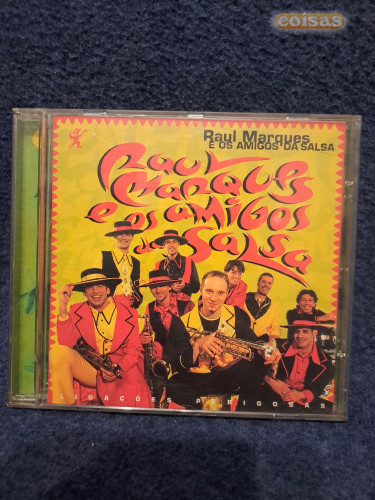 coisas
Raul Marques
E OS AMIGOS DA SALSA
RAUL
MARQUES
e os amigos
da SALSA
LIGAÇÕES PERIGOSAS